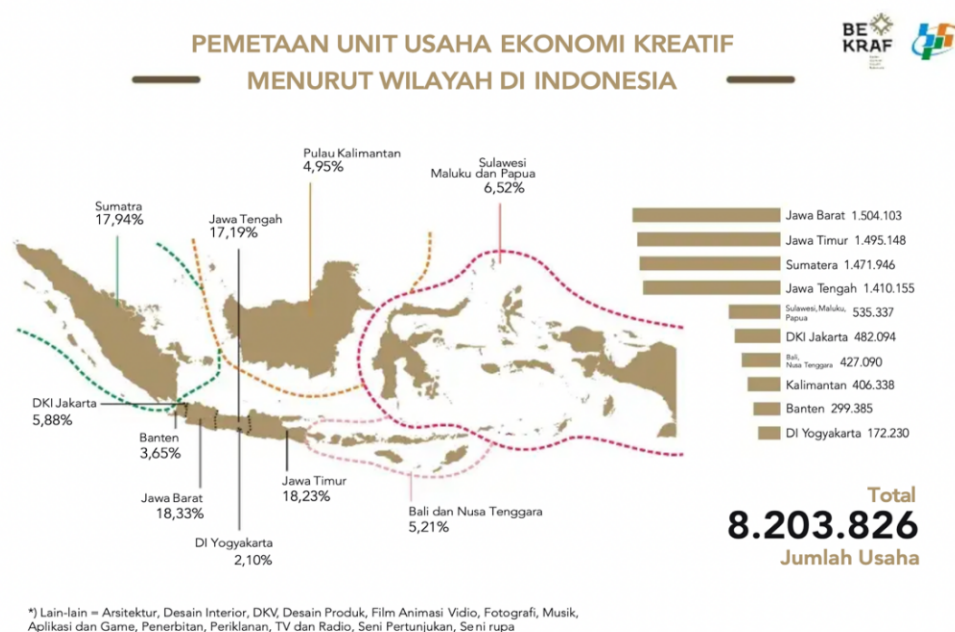 PEMETAAN UNIT USAHA EKONOMI KREATIF
MENURUT WILAYAH DI INDONESIA
BE
KRAF
Pulau Kalimantan
4,95%
Sulawesi
Maluku dan Papua
6,52%
Sumatra
17,94%
Jawa Tengah
17,19%
DKI Jakarta
5,88%
Banten
3,65%
Jawa Barat
18,33%
DI Yogyakarta
2,10%
Jawa Timur
18,23%
Bali dan Nusa Tenggara
5,21%
Jawa Barat 1.504.103
Jawa Timur 1.495.148
Sumatera 1.471.946
Jawa Tengah 1.410.155
Sulawesi, Maluku,
Papua 535.337
DKI Jakarta 482.094
Bali,
Nusa Tenggara 427.090
Kalimantan 406.338
Banten 299.385
DI Yogyakarta 172.230
Total
8.203.826
Jumlah Usaha
*) Lain-lain = Arsitektur, Desain Interior, DKV, Desain Produk, Film Animasi Vidio, Fotografi, Musik,
Aplikasi dan Game, Penerbitan, Periklanan, TV dan Radio, Seni Pertunjukan, Seni rupa